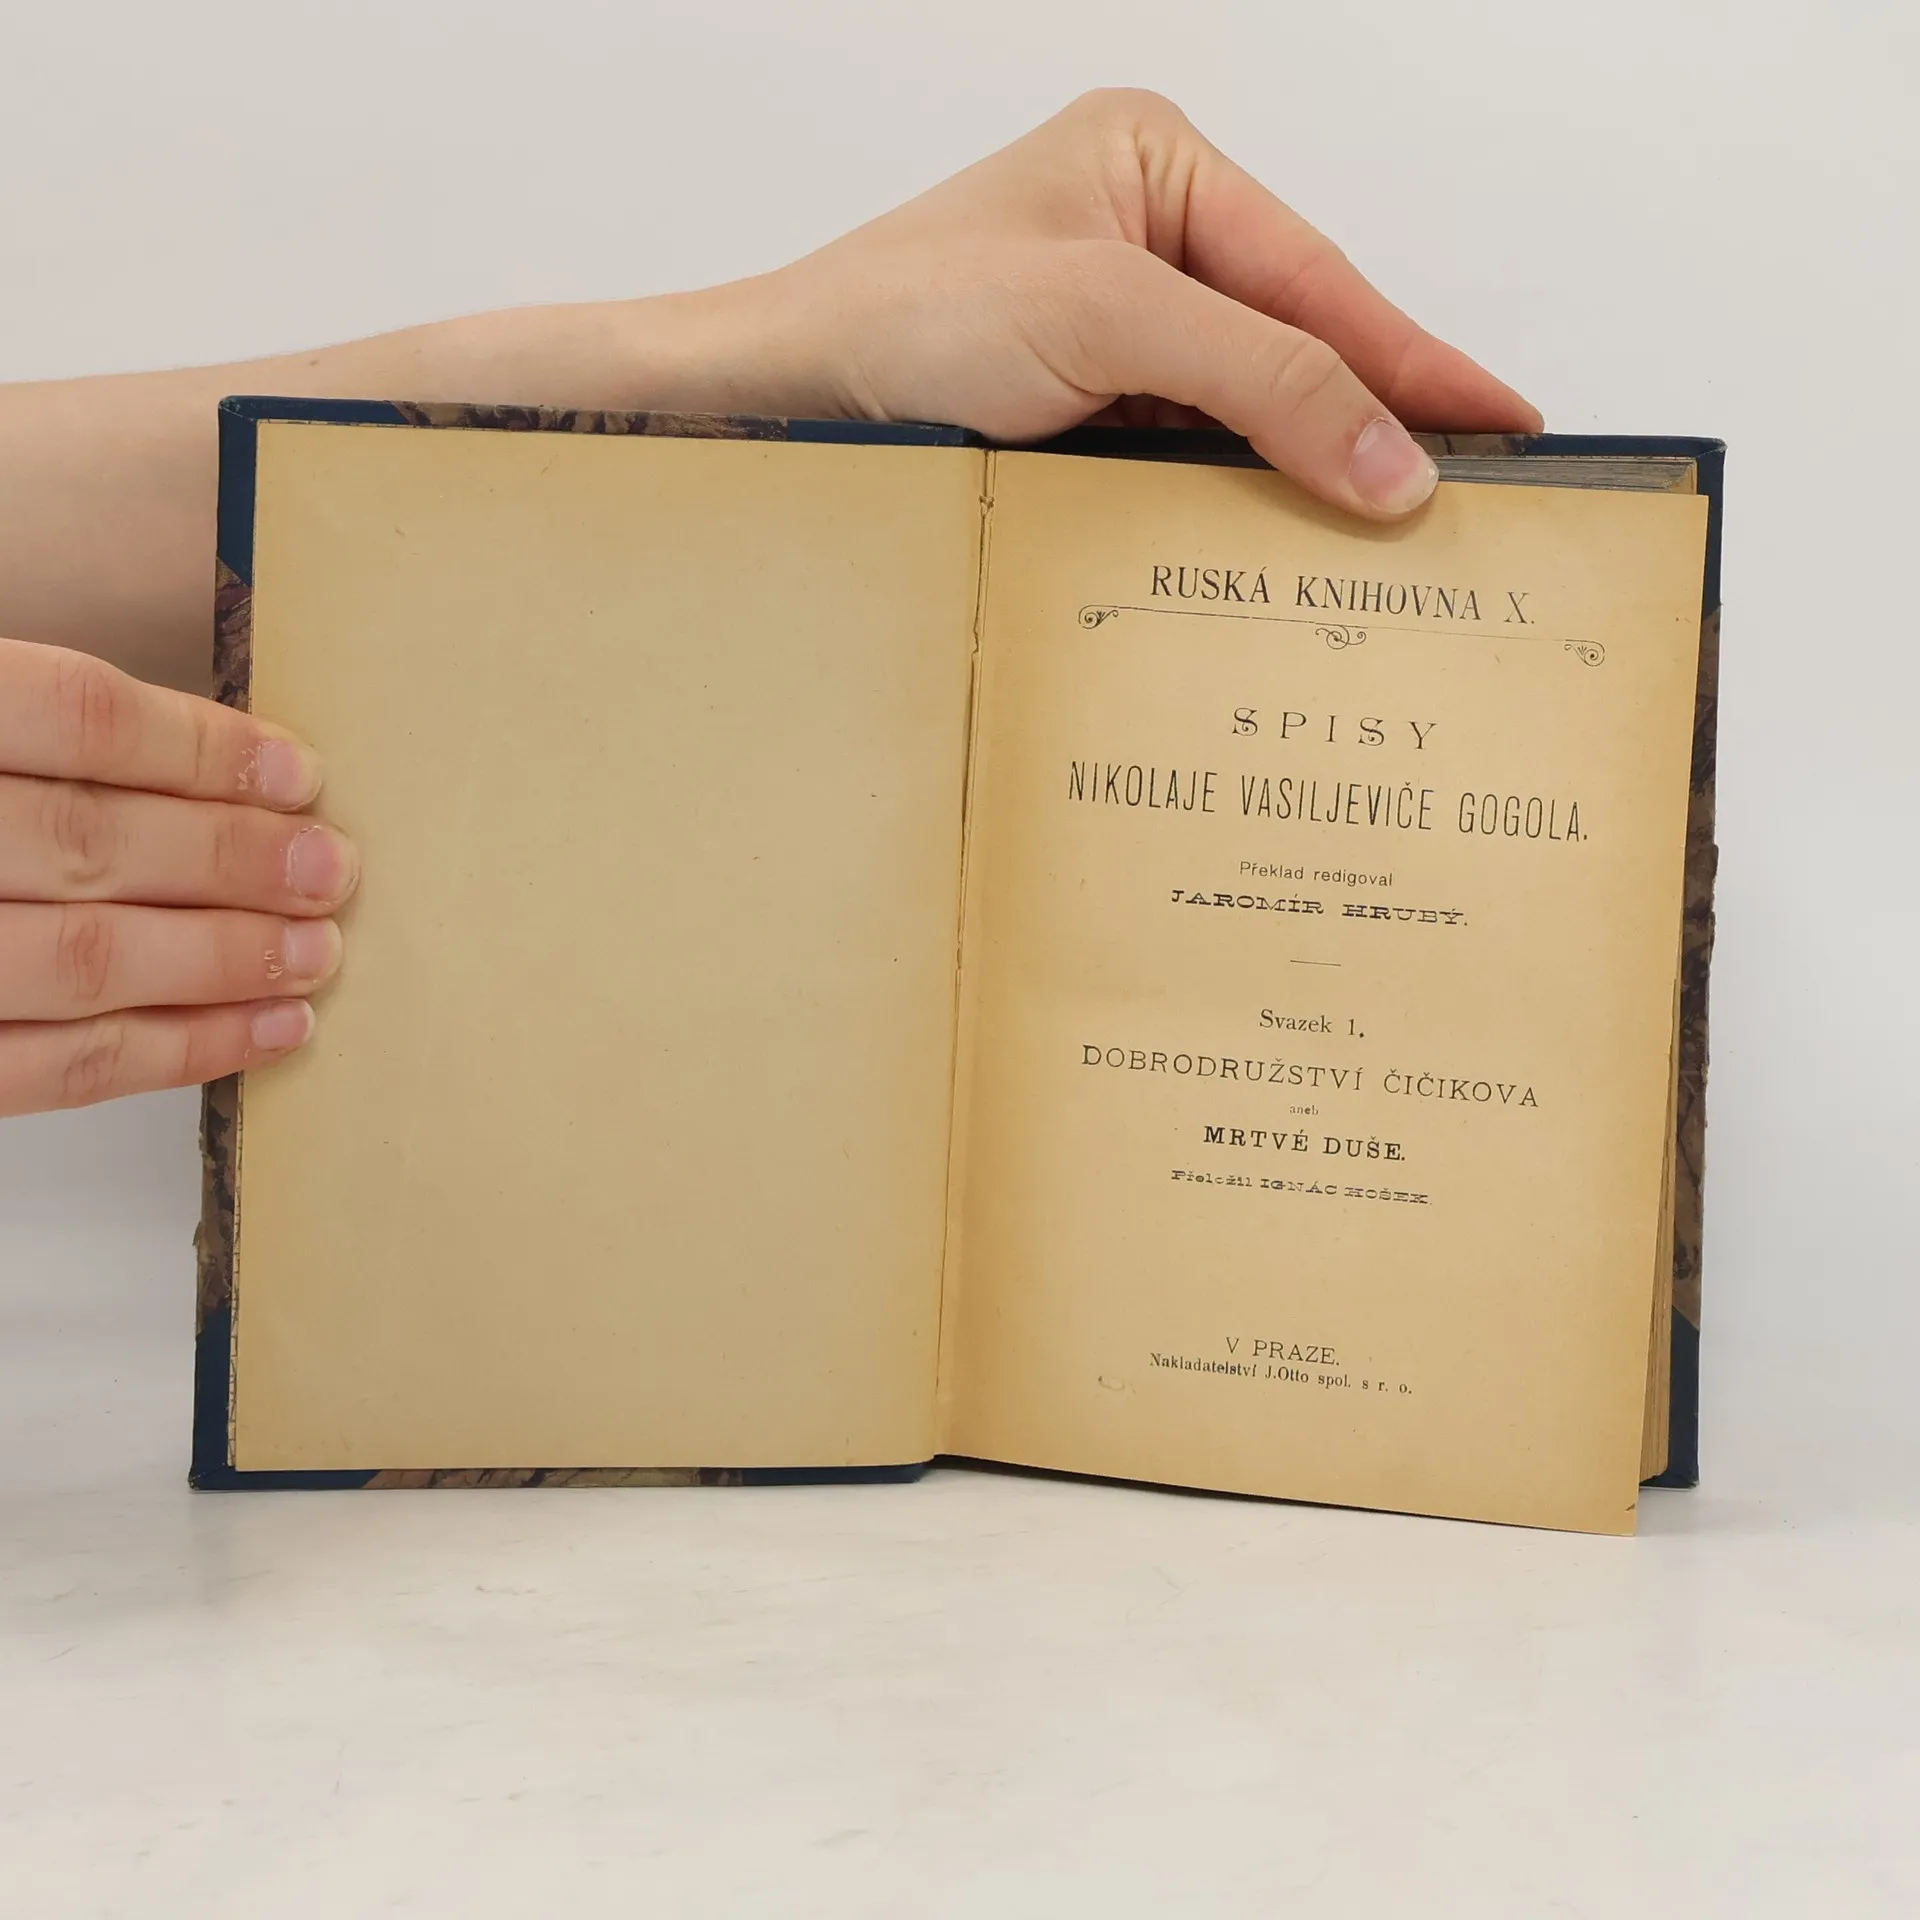 RUSKÁ KNIHOVNA X.
SPISY
NIKOLAJE VASILJEVIČE GOGOLA.
Překlad redigoval
JAROMÍR HRUBÝ.
Svazek 1.
DOBRODRUŽSTVÍ ČIČIKOVA
aneb
MRTVÉ DUŠE.
Přeložil IGNÁC HOŠEK.
V PRAZE.
Nakladatelství J.Otto spol. s r. o.